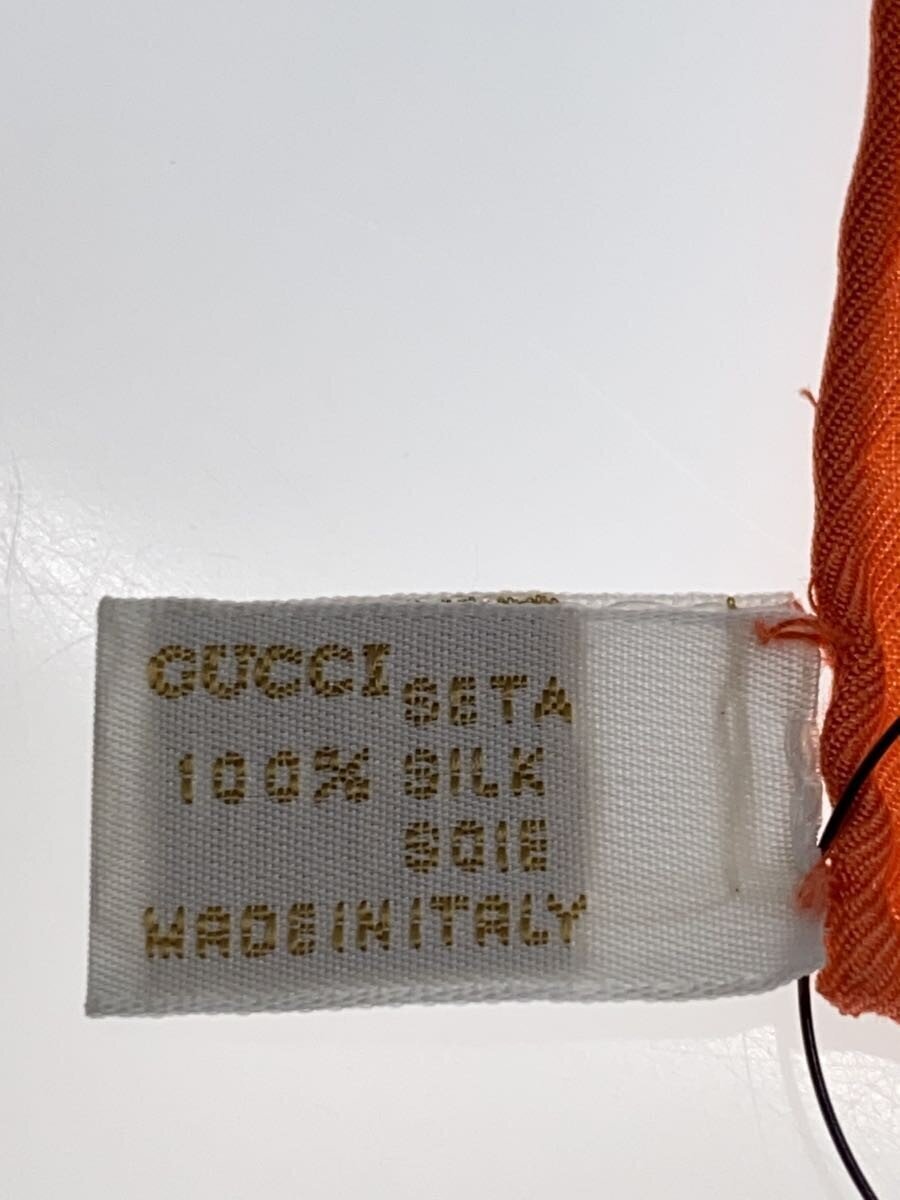 GUCCI SETA
100% SILK
SOIE
MADE IN ITALY